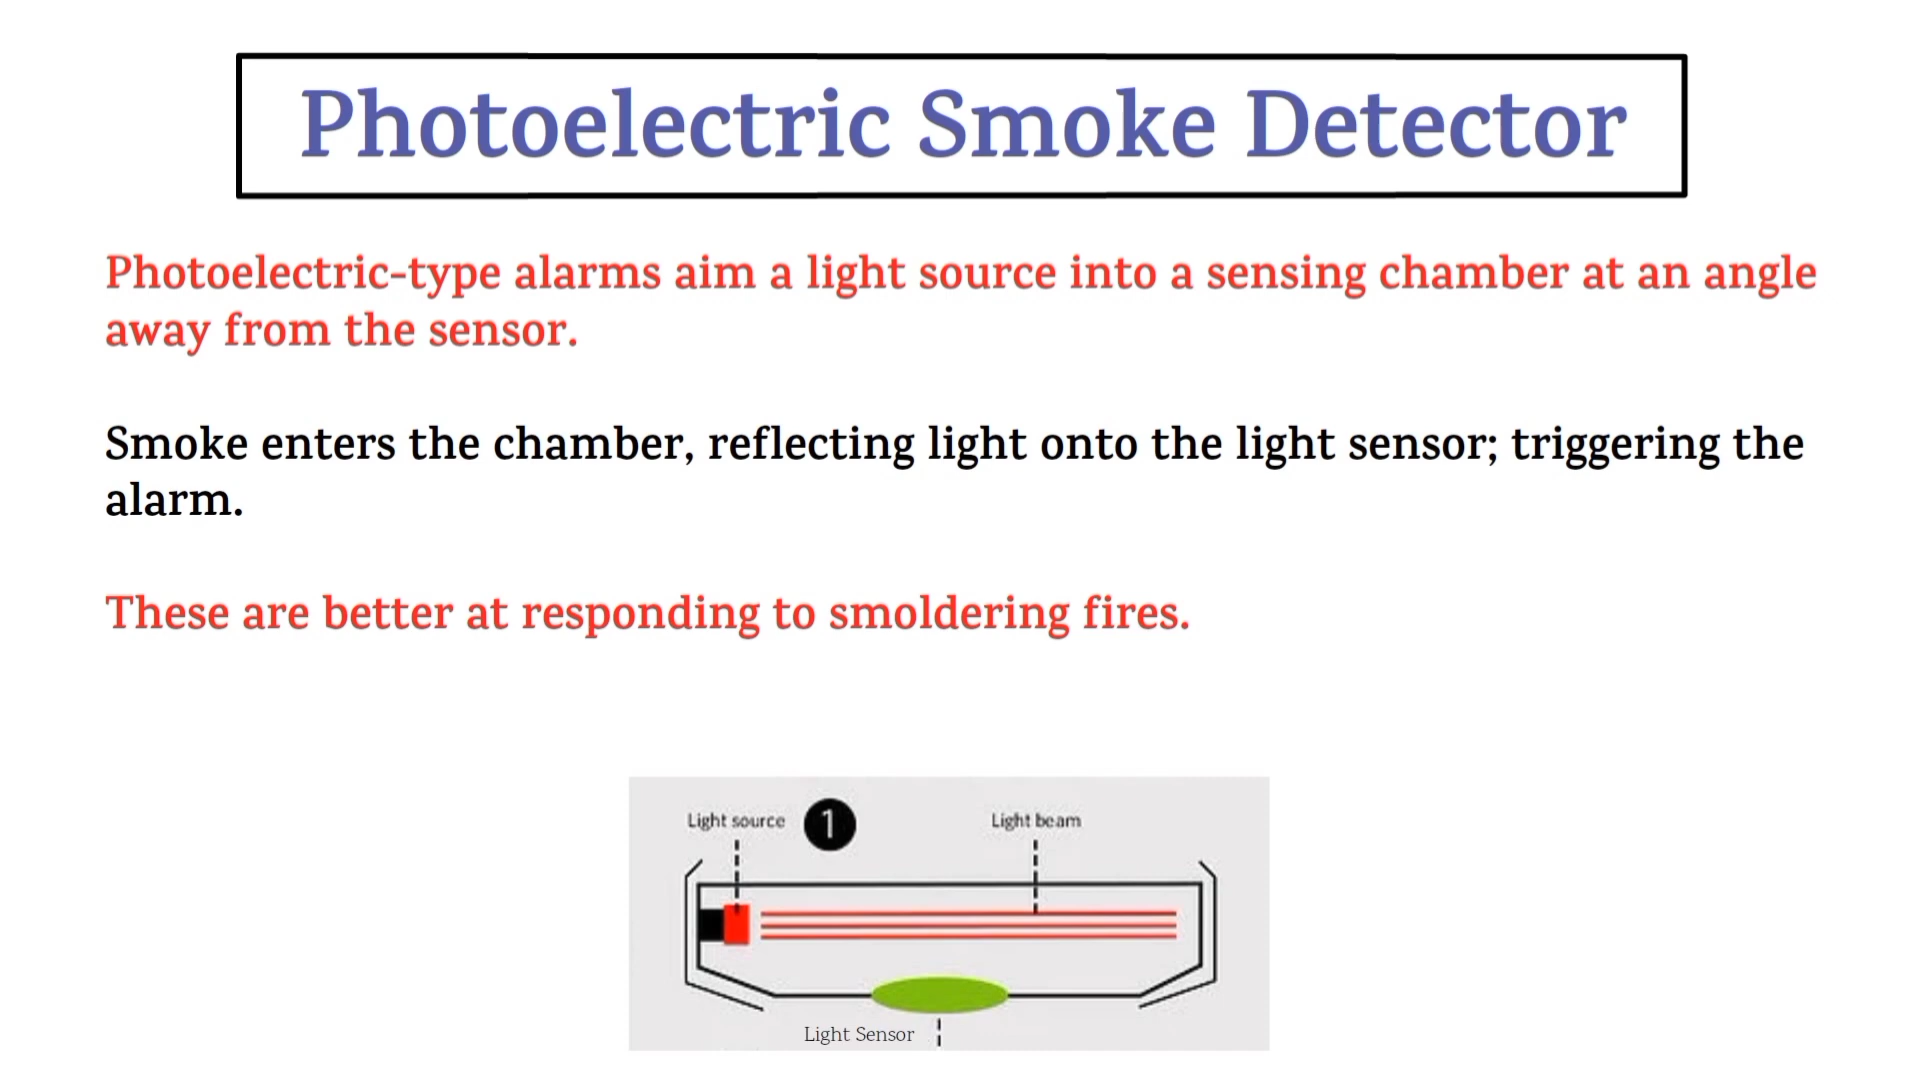 Photoelectric Smoke Detector
Photoelectric-type alarms aim a light source into a sensing chamber at an angle
away from the sensor.
Smoke enters the chamber, reflecting light onto the light sensor; triggering the
alarm.
These are better at responding to smoldering fires.
Light source
1
Light beam
Light Sensor